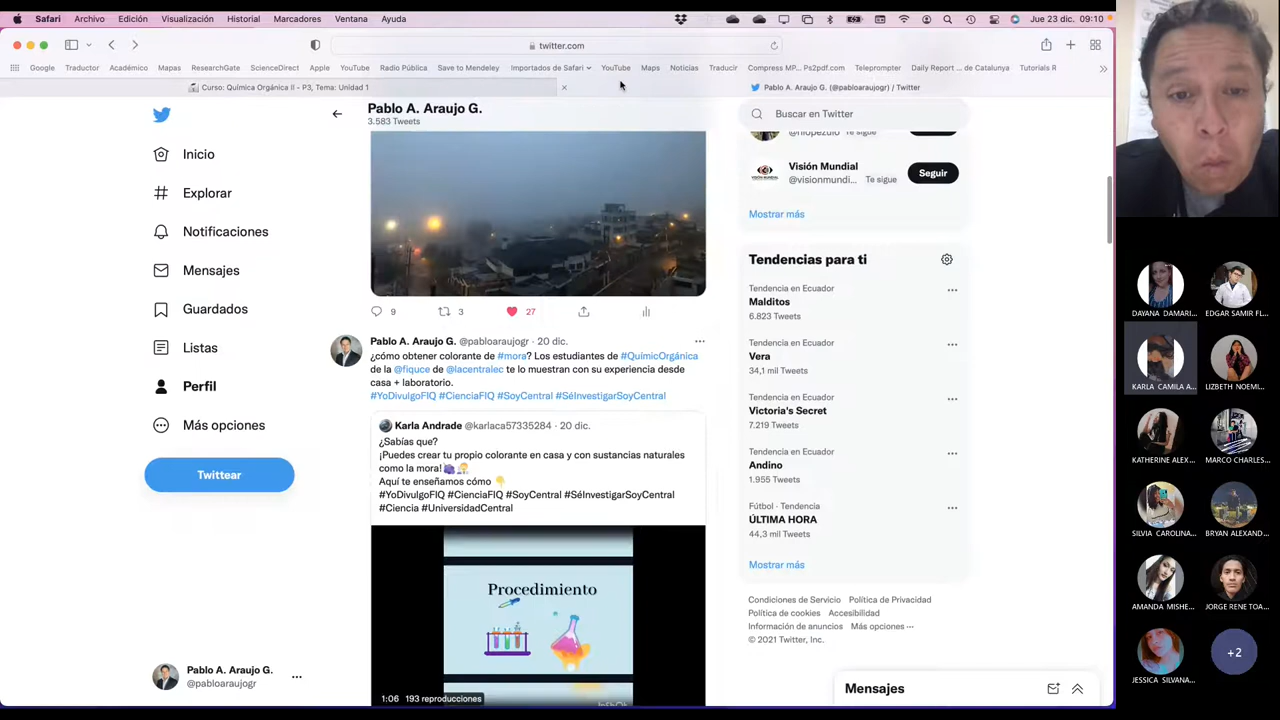 Safari Archivo Edición Visualización Historial Marcadores Ventana Ayuda Jue 23 dic. 09:10
twitter.com
Google Traductor Académico Mapas ResearchGate ScienceDirect Apple YouTube Radio Pública Save to Mendeley Importados de Safari YouTube Maps Noticias Traducir Compress MP... Ps2pdf.com Teleprompter Daily Report ... de Catalunya Tutorials R
Curso: Química Orgánica II - P3, Tema: Unidad 1
Pablo A. Araujo G. (@pabloaraujogr) / Twitter
Inicio
Explorar
Notificaciones
Mensajes
Guardados
Listas
Perfil
Más opciones
Twittear
Pablo A. Araujo G.
@pabloaraujogr
Pablo A. Araujo G.
3.583 Tweets
9 3 27
Pablo A. Araujo G. @pabloaraujogr · 20 dic.
¿cómo obtener colorante de #mora? Los estudiantes de #QuímicOrgánica
de la @fiquce de @lacentralec te lo muestran con su experiencia desde
casa + laboratorio.
#YoDivulgoFIQ #CienciaFIQ #SoyCentral #SéInvestigarSoyCentral
Karla Andrade @karlaca57335284 · 20 dic.
¿Sabías que?
¡Puedes crear tu propio colorante en casa y con sustancias naturales
como la mora!
Aquí te enseñamos cómo
#YoDivulgoFIQ #CienciaFIQ #SoyCentral #SéInvestigarSoyCentral
#Ciencia #UniversidadCentral
Procedimiento
1:06 193 reproducciones
Buscar en Twitter
Te sigue
Visión Mundial
@visionmundi... Te sigue
Seguir
Mostrar más
Tendencias para ti
Tendencia en Ecuador
Malditos
6.823 Tweets
Tendencia en Ecuador
Vera
34,1 mil Tweets
Tendencia en Ecuador
Victoria's Secret
7.219 Tweets
Tendencia en Ecuador
Andino
1.955 Tweets
Fútbol · Tendencia
ÚLTIMA HORA
44,3 mil Tweets
Mostrar más
Condiciones de Servicio Política de Privacidad
Política de cookies Accesibilidad
Información de anuncios Más opciones ···
© 2021 Twitter, Inc.
Mensajes
DAYANA DAMARI... EDGAR SAMIR FL...
KARLA CAMILA A... LIZBETH NOEMI...
KATHERINE ALEX... MARCO CHARLES...
SILVIA CAROLINA... BRYAN ALEXAND...
AMANDA MISHE... JORGE RENE TOA...
JESSICA SILVANA... +2